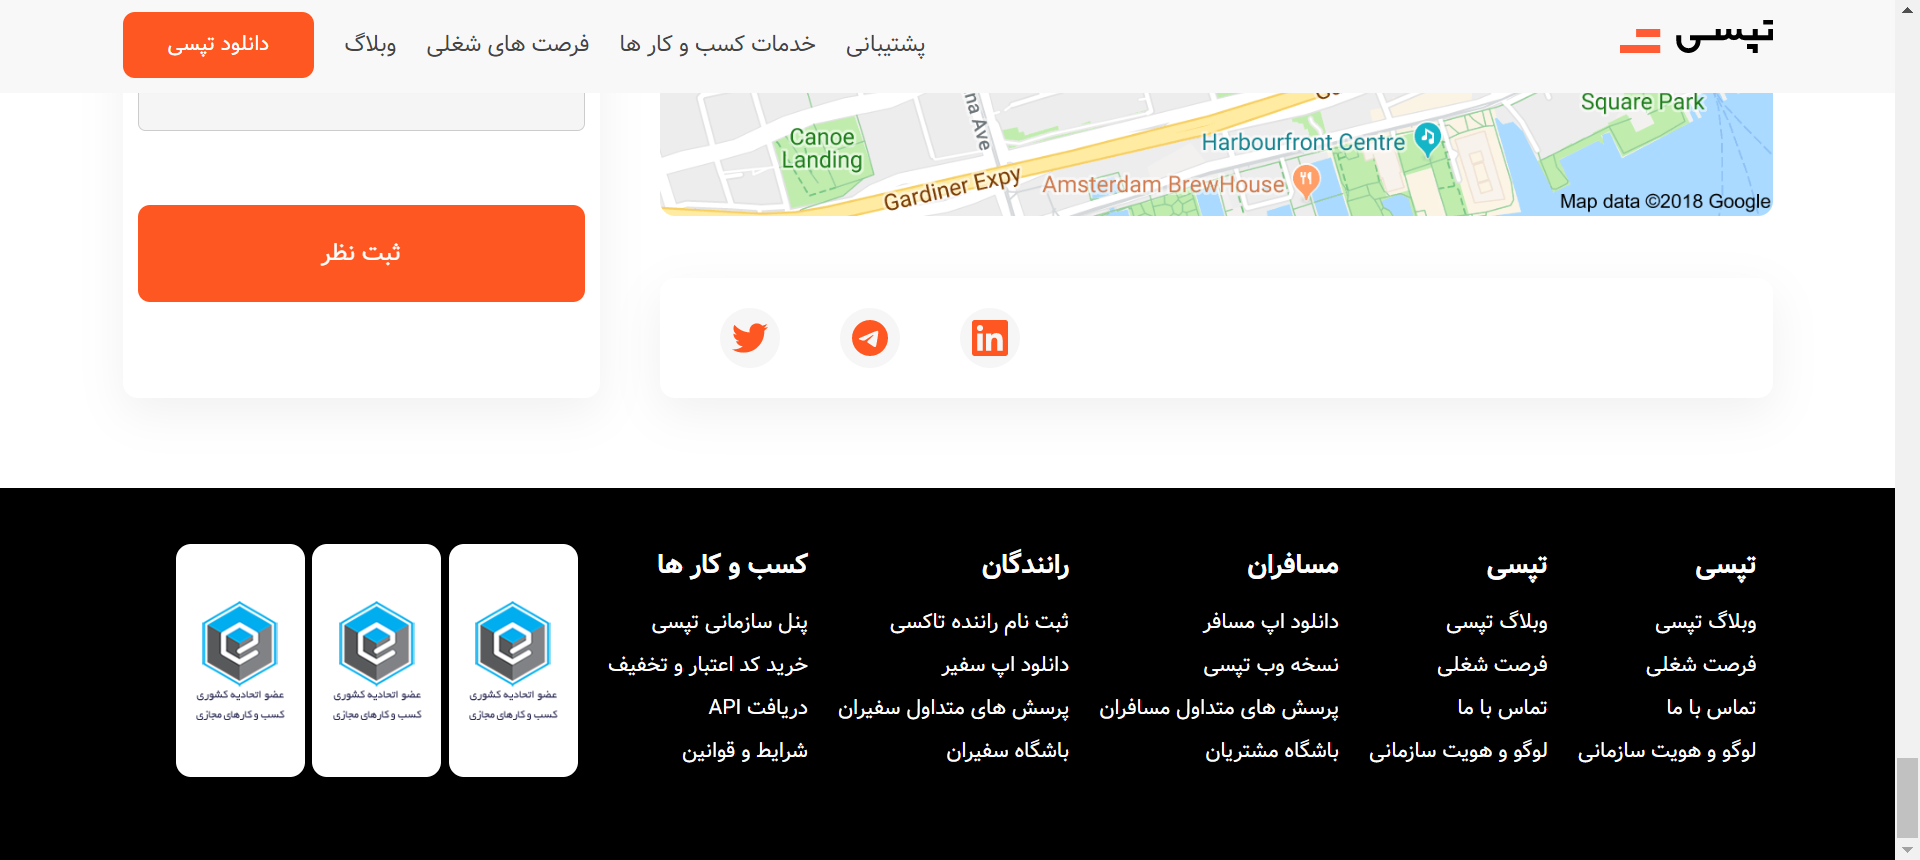 تپسی
پشتیبانی
خدمات کسب و کار ها
فرصت های شغلی
وبلاگ
دانلود تپسی
Square Park
na Ave
Canoe
Landing
Harbourfront Centre
Gardiner Expy
Amsterdam BrewHouse
Map data ©2018 Google
ثبت نظر
تپسی
وبلاگ تپسی
فرصت شغلی
تماس با ما
لوگو و هویت سازمانی
تپسی
وبلاگ تپسی
فرصت شغلی
تماس با ما
لوگو و هویت سازمانی
مسافران
دانلود اپ مسافر
نسخه وب تپسی
پرسش های متداول مسافران
باشگاه مشتریان
رانندگان
ثبت نام راننده تاکسی
دانلود اپ سفیر
پرسش های متداول سفیران
باشگاه سفیران
کسب و کار ها
پنل سازمانی تپسی
خرید کد اعتبار و تخفیف
دریافت API
شرایط و قوانین
عضو اتحادیه کشوری
کسب و کارهای مجازی
عضو اتحادیه کشوری
کسب و کارهای مجازی
عضو اتحادیه کشوری
کسب و کارهای مجازی